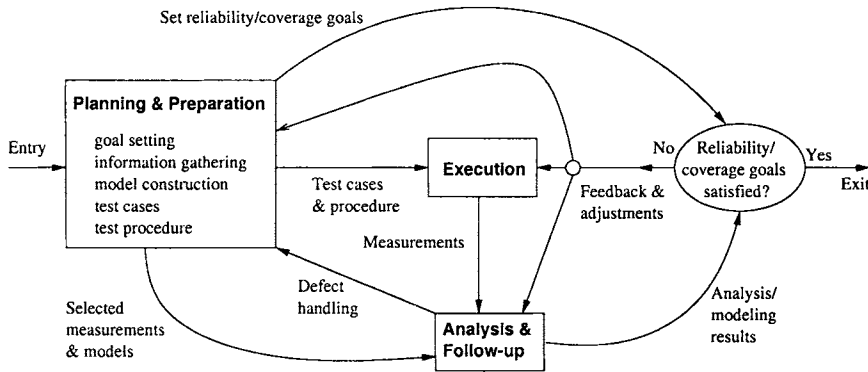 Set reliability/coverage goals
Planning & Preparation
goal setting
information gathering
model construction
test cases
test procedure
Entry
Test cases
& procedure
Execution
Measurements
Feedback &
adjustments
No
Reliability/
coverage goals
satisfied?
Yes
Exit
Defect
handling
Selected
measurements
& models
Analysis &
Follow-up
Analysis/
modeling
results